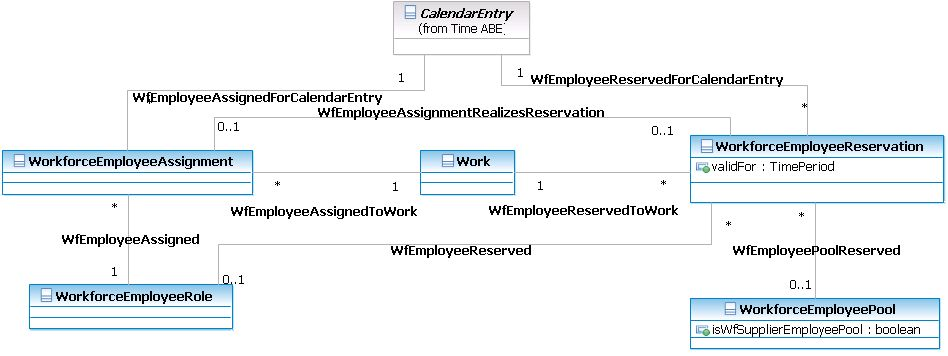 CalendarEntry
(from Time ABE)
1
1
WfEmployeeReservedForCalendarEntry
WfEmployeeAssignedForCalendarEntry
*
WfEmployeeAssignmentRealizesReservation
0..1
0..1
WorkforceEmployeeAssignment
Work
WorkforceEmployeeReservation
validFor : TimePeriod
*
1
1
*
WfEmployeeAssignedToWork
WfEmployeeReservedToWork
*
*
*
WfEmployeeAssigned
WfEmployeeReserved
WfEmployeePoolReserved
1
0..1
0..1
WorkforceEmployeeRole
WorkforceEmployeePool
isWfSupplierEmployeePool : boolean